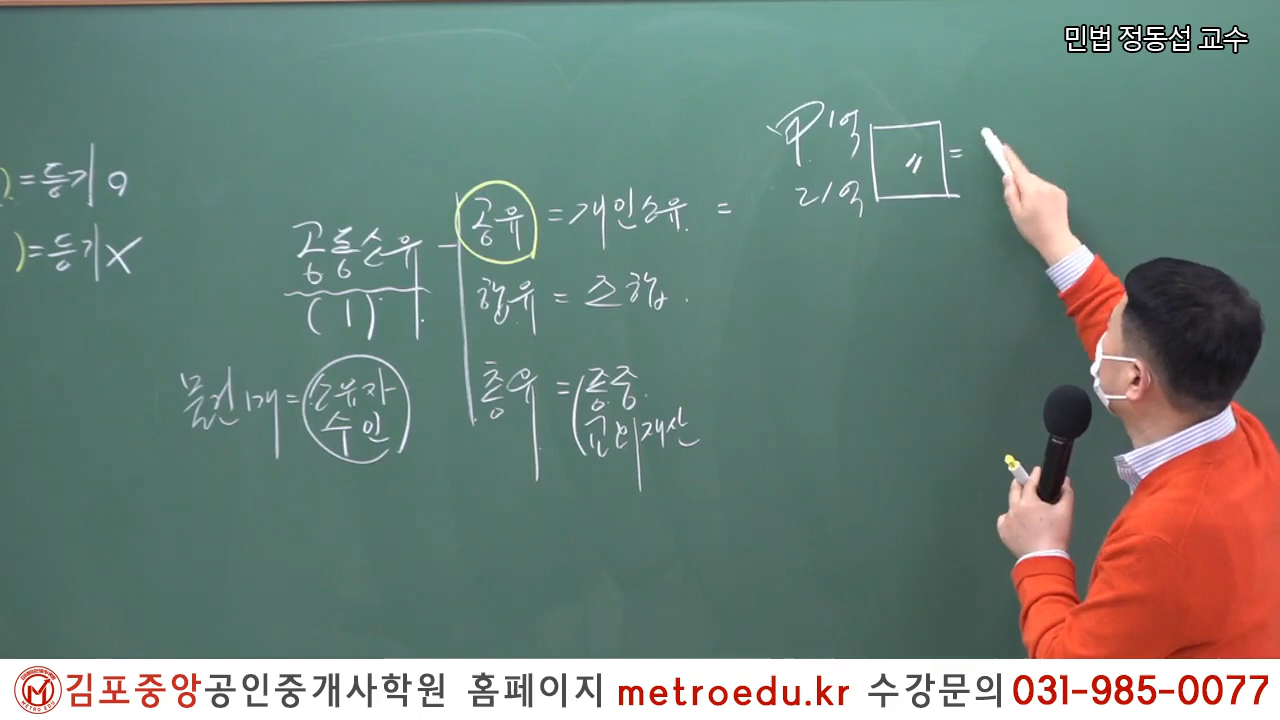 민법 정동섭 교수
甲 1억
乙 1억
〃 =
=등기 O
)=등기 X
공동소유
(1)
공유 = 개인소유 =
합유 = 조합.
총유 = 종중.
교회재산
물건 1개 = 소유자
수인
METRO EDU
김포중앙공인중개사학원 홈페이지 metroedu.kr 수강문의 031-985-0077